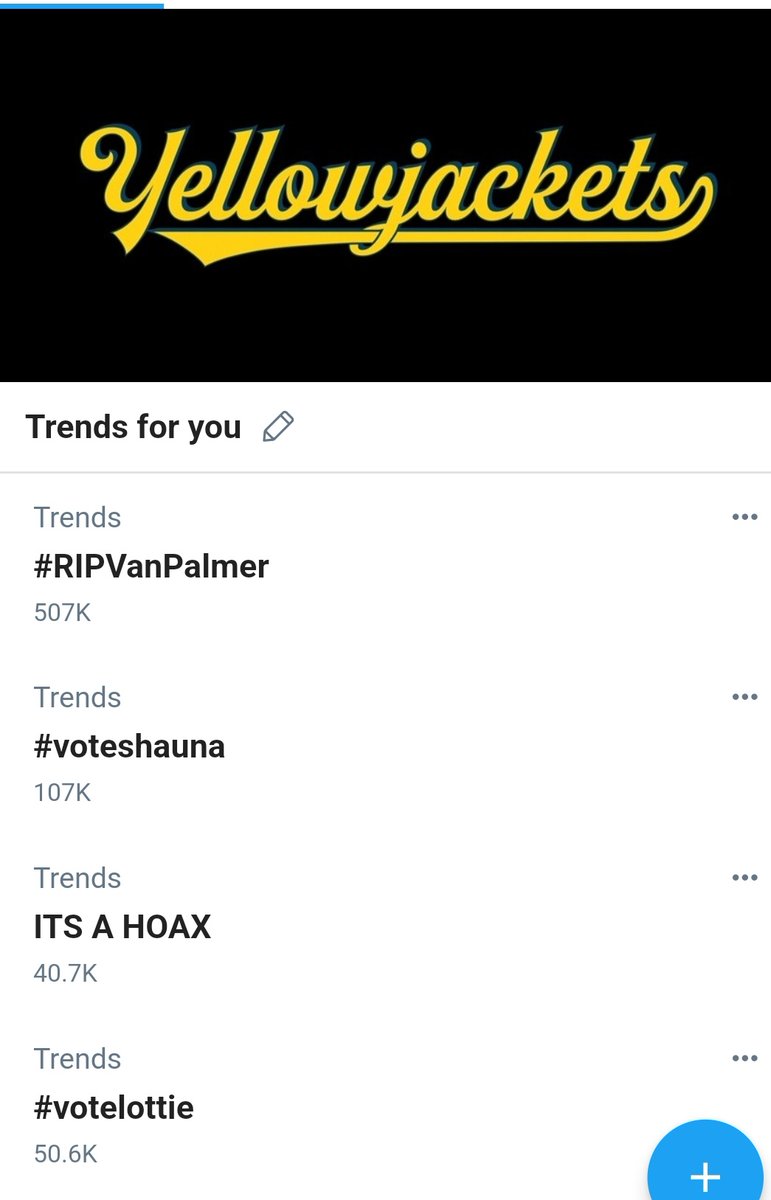 Yellowjackets
Trends for you
Trends
#RIPVanPalmer
507K
Trends
#voteshauna
107K
Trends
ITS A HOAX
40.7K
Trends
#votelottie
50.6K